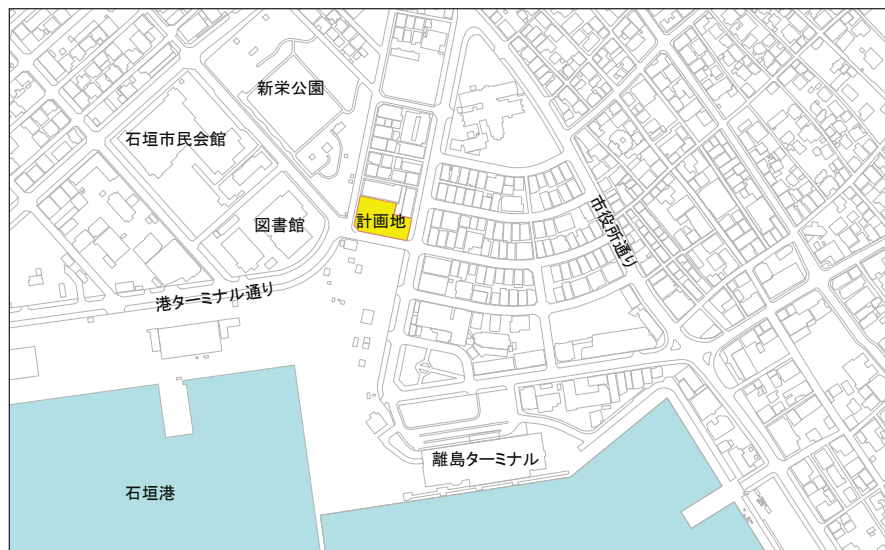 新栄公園
石垣市民会館
計画地
図書館
市役所通り
港ターミナル通り
離島ターミナル
石垣港